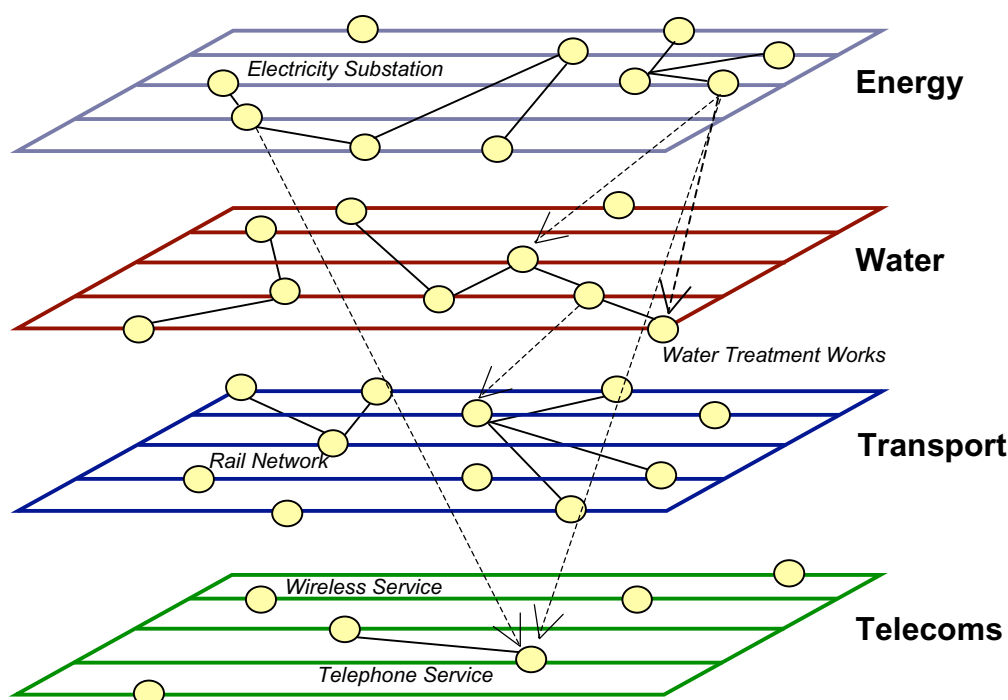 Electricity Substation
Energy
Water
Water Treatment Works
Transport
Rail Network
Wireless Service
Telecoms
Telephone Service